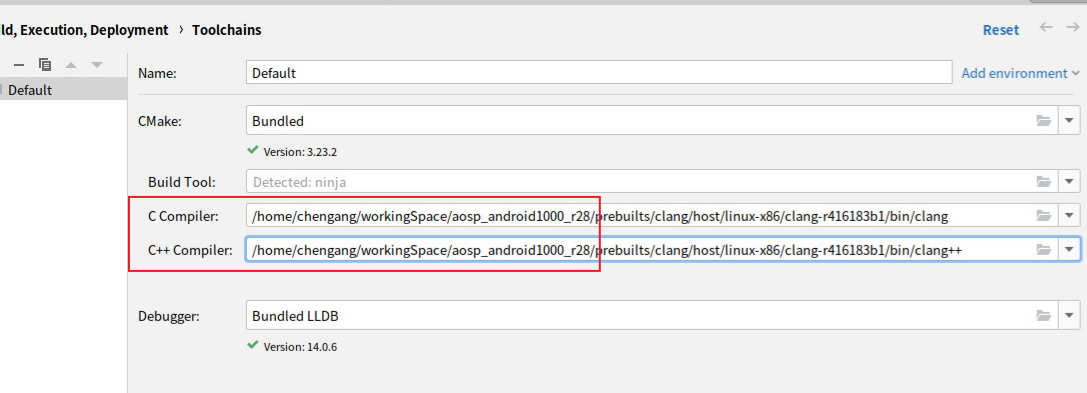 ld, Execution, Deployment › Toolchains
Reset
Default
Name: Default Add environment
CMake: Bundled
Version: 3.23.2
Build Tool: Detected: ninja
C Compiler: /home/chengang/workingSpace/aosp_android1000_r28/prebuilts/clang/host/linux-x86/clang-r416183b1/bin/clang
C++ Compiler: /home/chengang/workingSpace/aosp_android1000_r28/prebuilts/clang/host/linux-x86/clang-r416183b1/bin/clang++
Debugger: Bundled LLDB
Version: 14.0.6